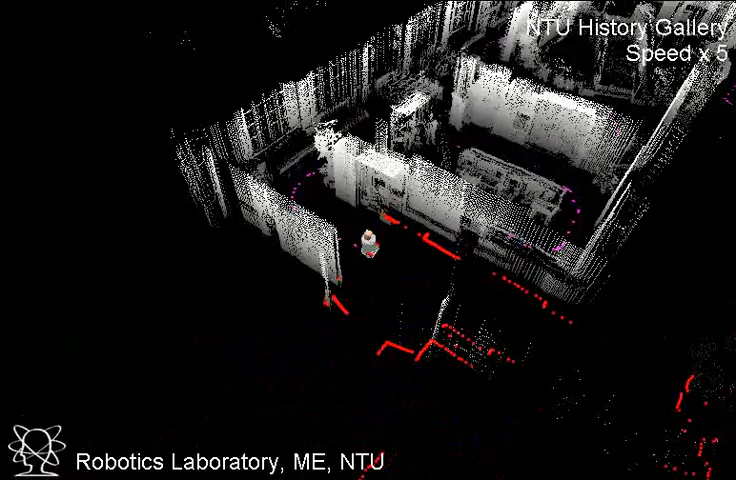 NTU History Gallery
Speed x 5
Robotics Laboratory, ME, NTU